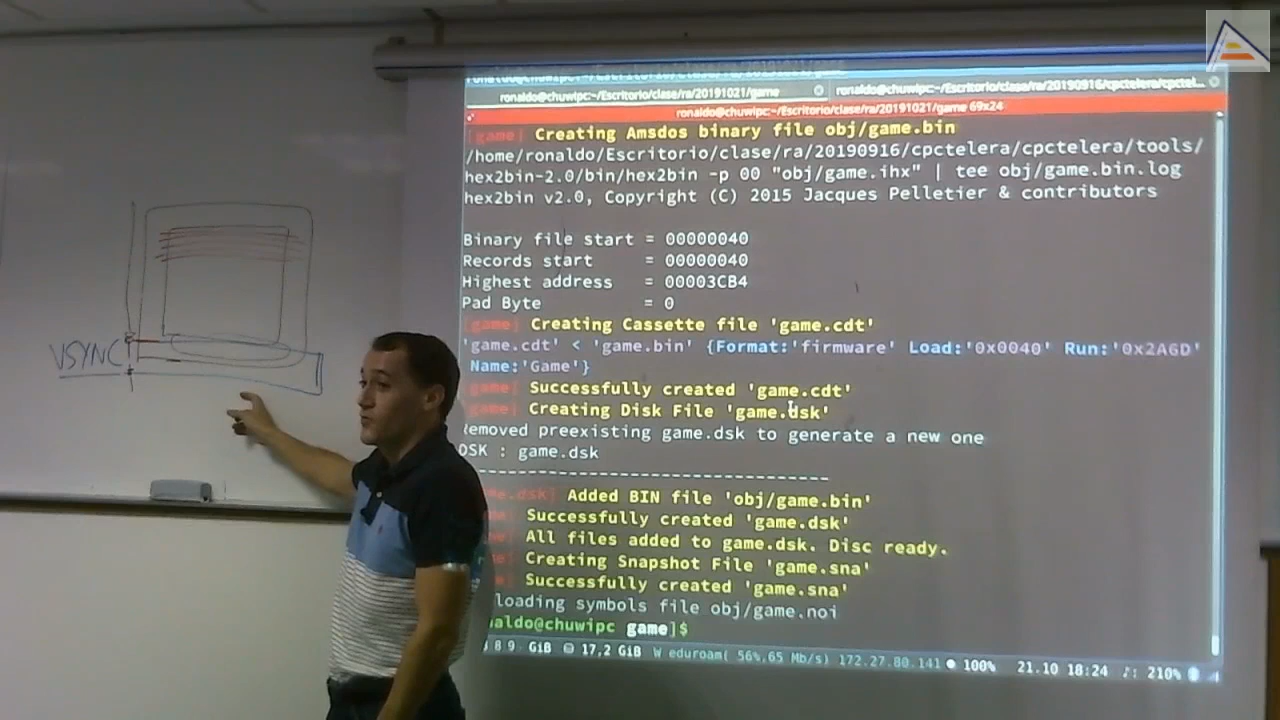 VSYNC
ronaldo@chuwipc:~/Escritorio/clase/ra/20191021/game
ronaldo@chuwipc:~/Escritorio/clase/ra/20190916/cpctelera/cpctel...
ronaldo@chuwipc:~/Escritorio/clase/ra/20191021/game 69x24
[game] Creating Amsdos binary file obj/game.bin
/home/ronaldo/Escritorio/clase/ra/20190916/cpctelera/cpctelera/tools/
hex2bin-2.0/bin/hex2bin -p 00 "obj/game.ihx" | tee obj/game.bin.log
hex2bin v2.0, Copyright (C) 2015 Jacques Pelletier & contributors
Binary file start = 00000040
Records start = 00000040
Highest address = 00003CB4
Pad Byte = 0
[game] Creating Cassette file 'game.cdt'
'game.cdt' < 'game.bin' {Format:'firmware' Load:'0x0040' Run:'0x2A6D'
Name:'Game'}
[game] Successfully created 'game.cdt'
[game] Creating Disk File 'game.dsk'
Removed preexisting game.dsk to generate a new one
DSK : game.dsk
--------------------------------
me.dsk] Added BIN file 'obj/game.bin'
Successfully created 'game.dsk'
All files added to game.dsk. Disc ready.
Creating Snapshot File 'game.sna'
Successfully created 'game.sna'
loading symbols file obj/game.noi
naldo@chuwipc game]$
8 9 GiB 17,2 GiB W eduroam( 56%,65 Mb/s) 172.27.80.141 100% 21.10 18:24 ♪: 210%